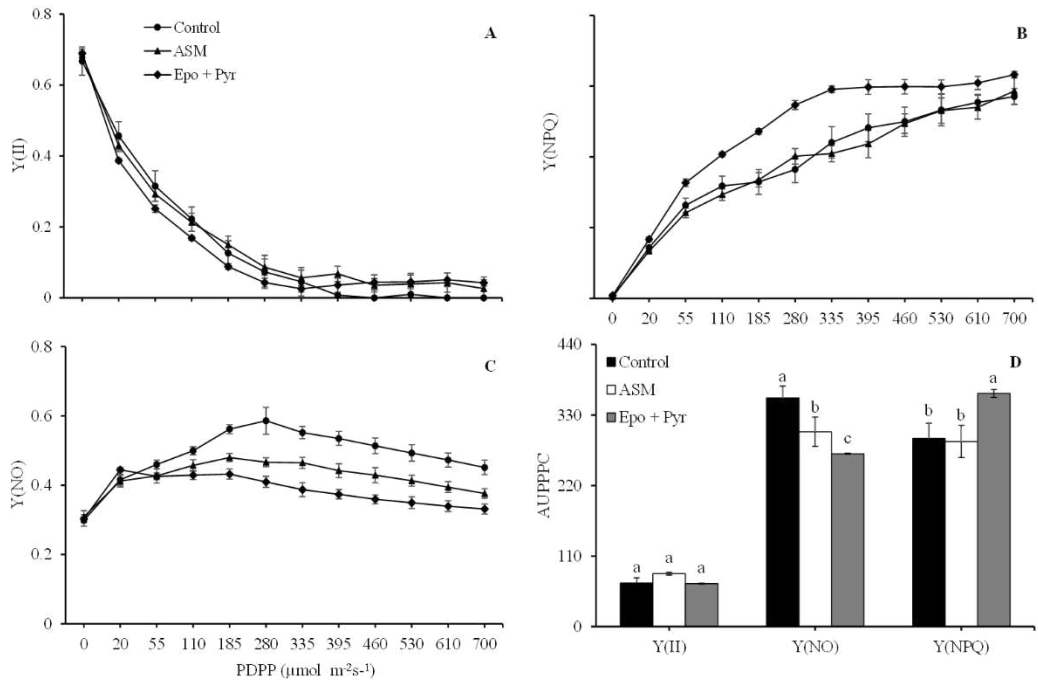 0.8
0.6
0.4
0.2
0
Y(II)
Control
ASM
Epo + Pyr
A
Y(NPQ)
B
0 20 55 110 185 280 335 395 460 530 610 700
0.8
0.6
0.4
0.2
0
Y(NO)
C
0 20 55 110 185 280 335 395 460 530 610 700
PDPP (µmol m⁻²s⁻¹)
440
330
220
110
0
AUPPPC
Control
ASM
Epo + Pyr
D
a a a
a b c
b b a
Y(II) Y(NO) Y(NPQ)